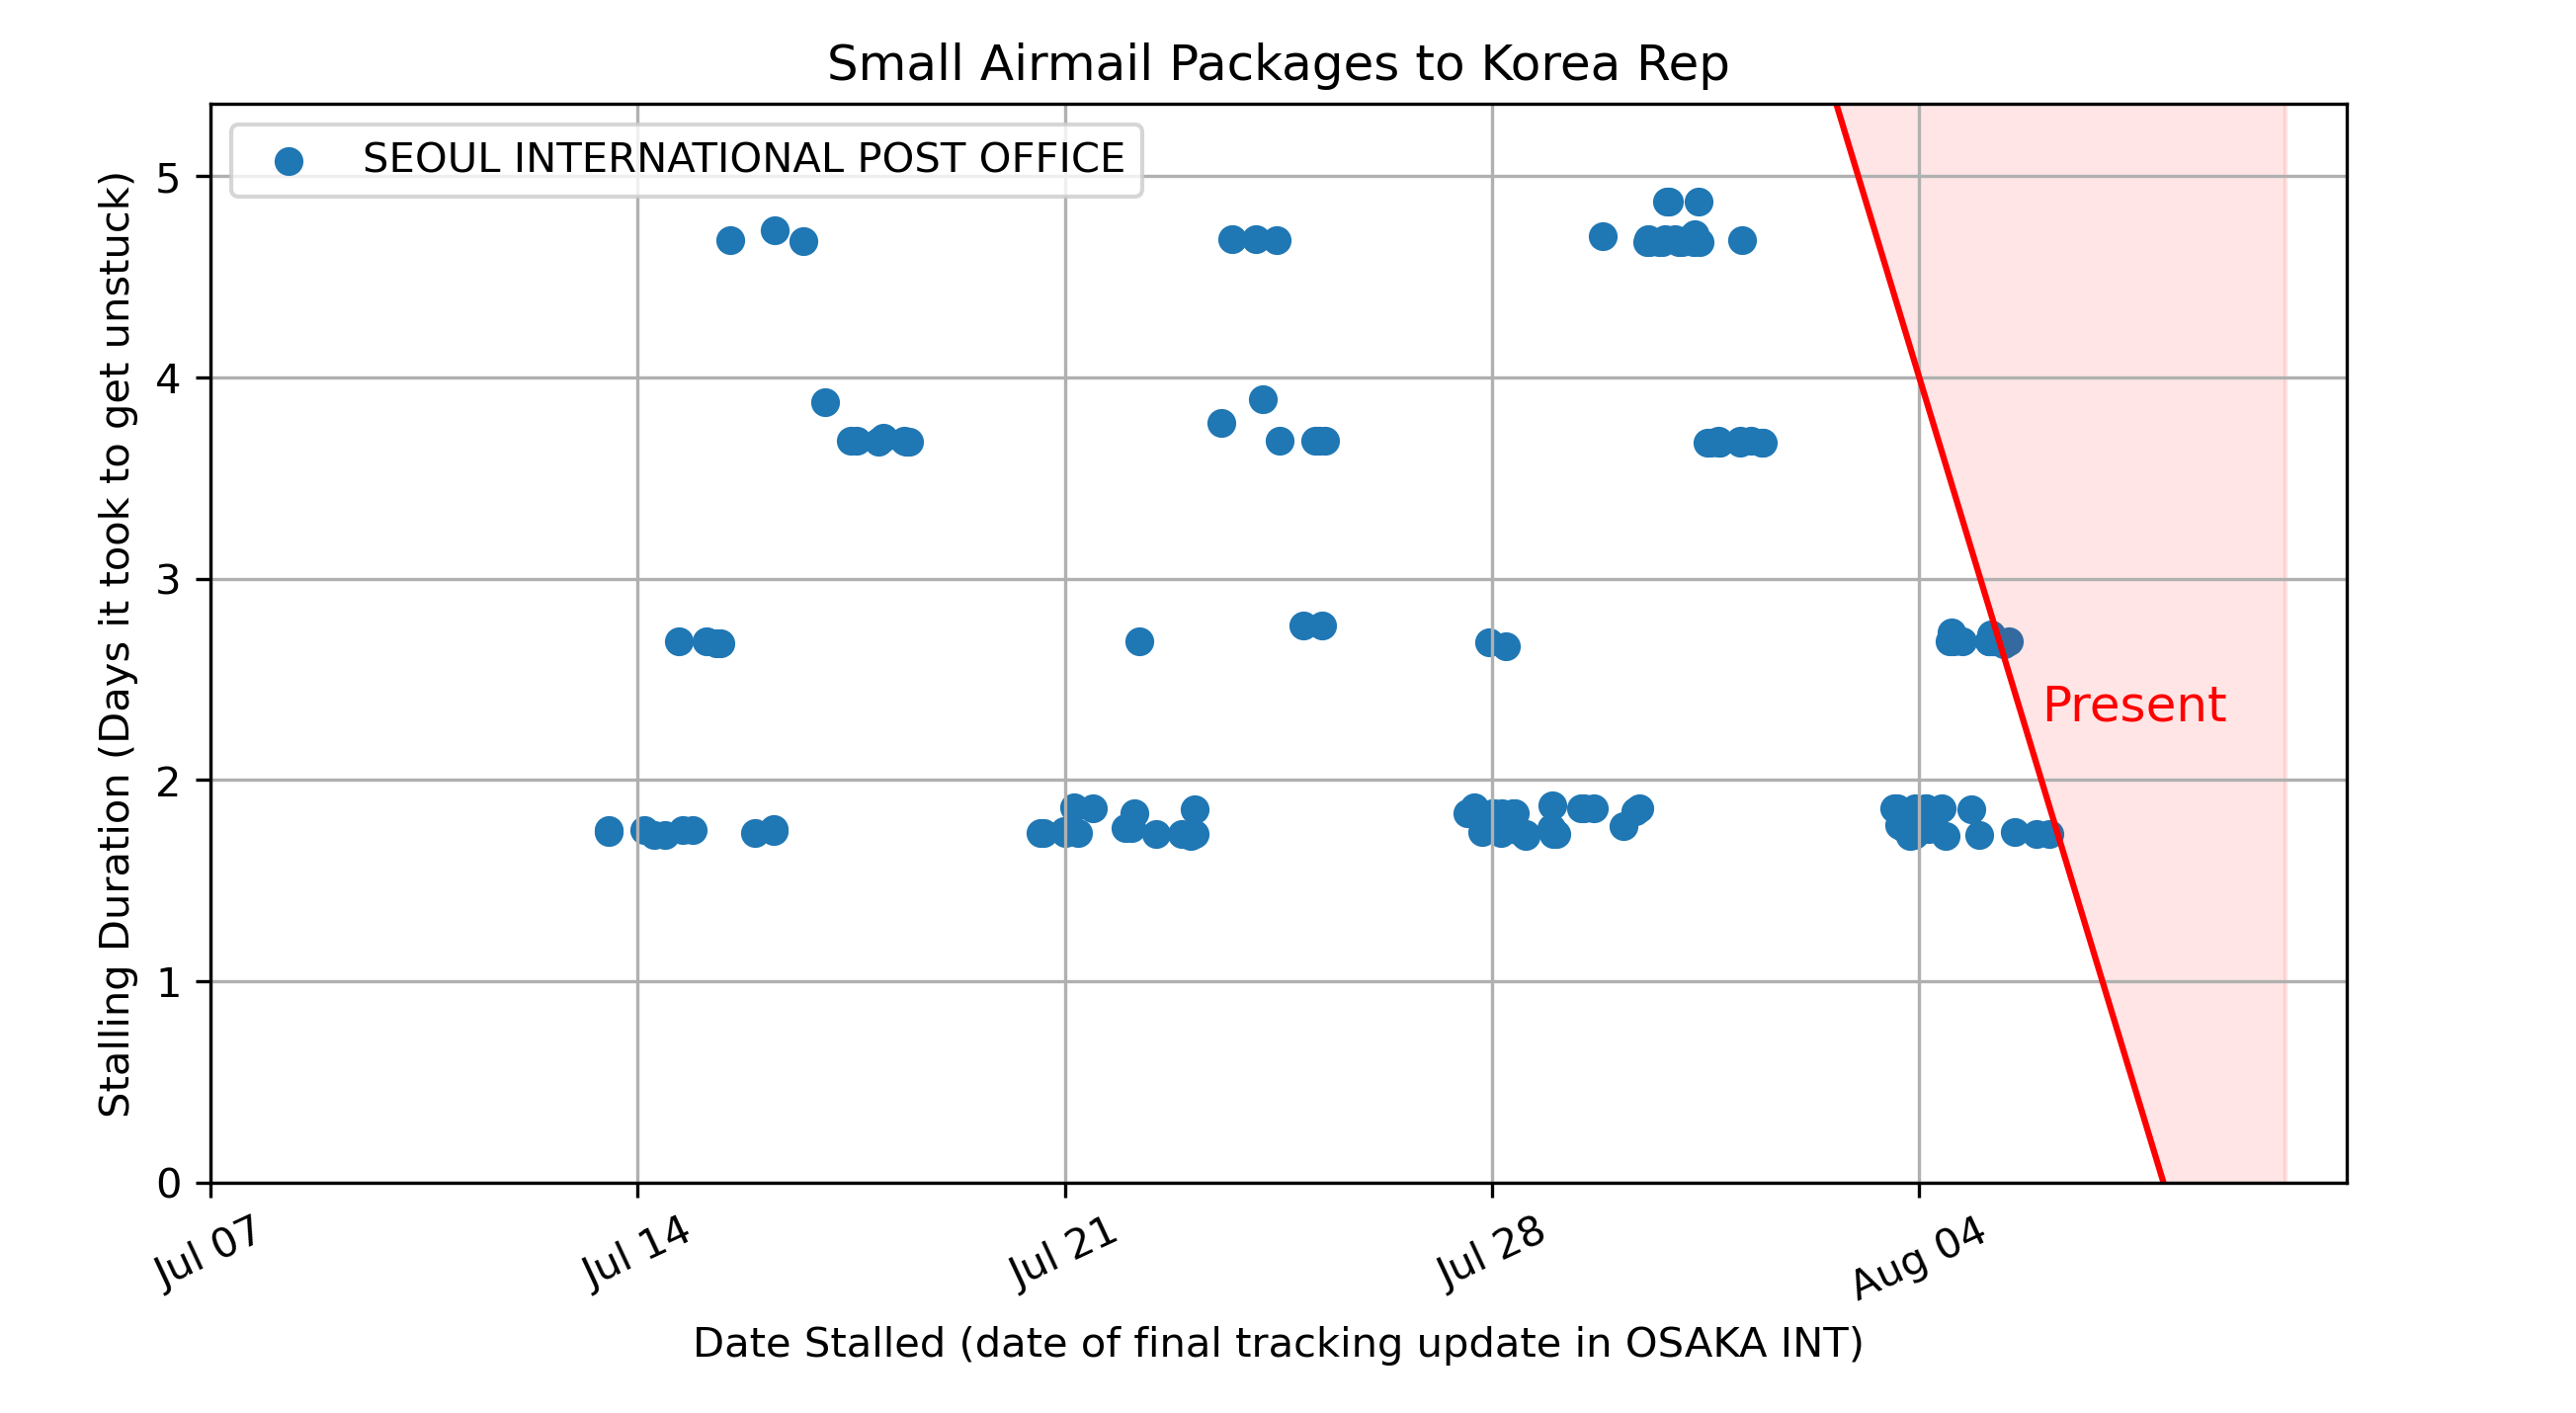 Small Airmail Packages to Korea Rep
SEOUL INTERNATIONAL POST OFFICE
Stalling Duration (Days it took to get unstuck)
5
4
3
2
1
0
Present
Jul 07
Jul 14
Jul 21
Jul 28
Aug 04
Date Stalled (date of final tracking update in OSAKA INT)